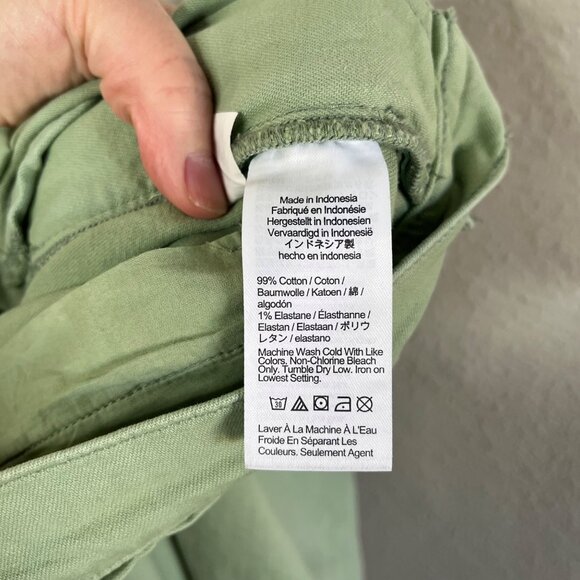 Made in Indonesia
Fabriqué en Indonésie
Hergestellt in Indonesien
Vervaardigd in Indonesië
インドネシア製
hecho en indonesia
99% Cotton / Coton /
Baumwolle / Katoen / 綿 /
algodón
1% Elastane / Élasthanne /
Elastan / Elastaan / ポリウ
レタン / elastano
Machine Wash Cold With Like
Colors. Non-Chlorine Bleach
Only. Tumble Dry Low. Iron on
Lowest Setting.
30
Laver À La Machine À L'Eau
Froide En Séparant Les
Couleurs. Seulement Agent